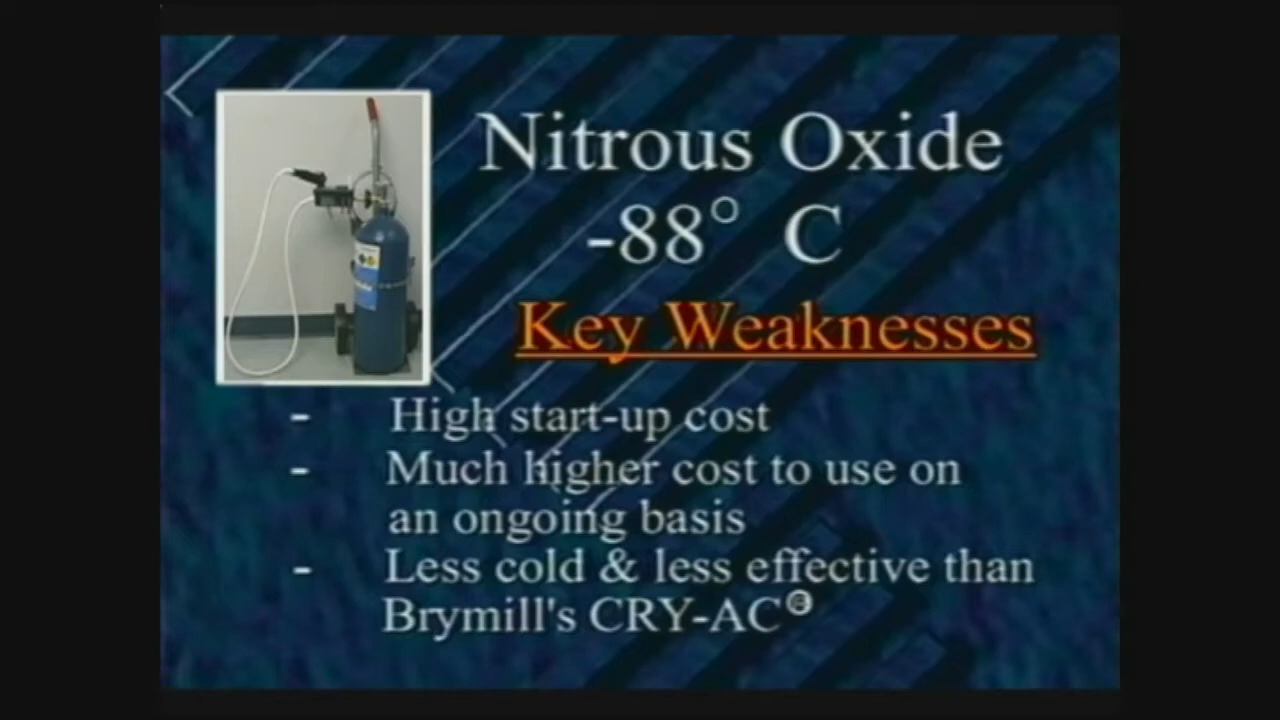 Nitrous Oxide
-88° C
Key Weaknesses
- High start-up cost
- Much higher cost to use on
an ongoing basis
- Less cold & less effective than
Brymill's CRY-AC®